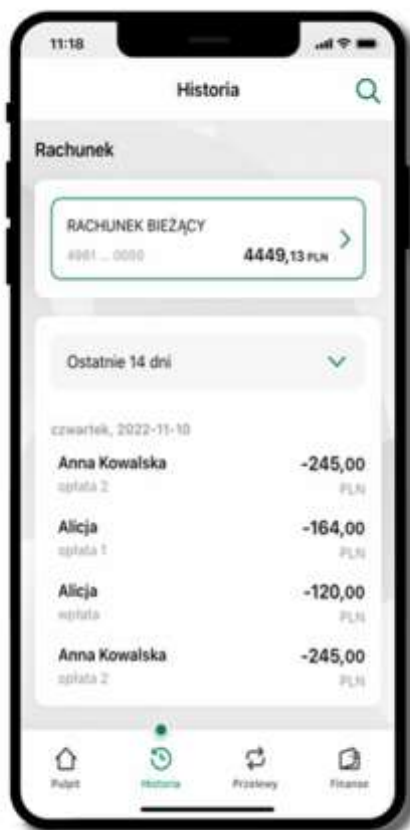 11:18
Historia
Rachunek
RACHUNEK BIEŻĄCY
4981 ... 0000
4449,13 PLN
Ostatnie 14 dni
czwartek, 2022-11-10
Anna Kowalska -245,00
opłata 2 PLN
Alicja -164,00
opłata 1 PLN
Alicja -120,00
wpłata PLN
Anna Kowalska -245,00
opłata 2 PLN
Pulpit Historia Przelewy Finanse